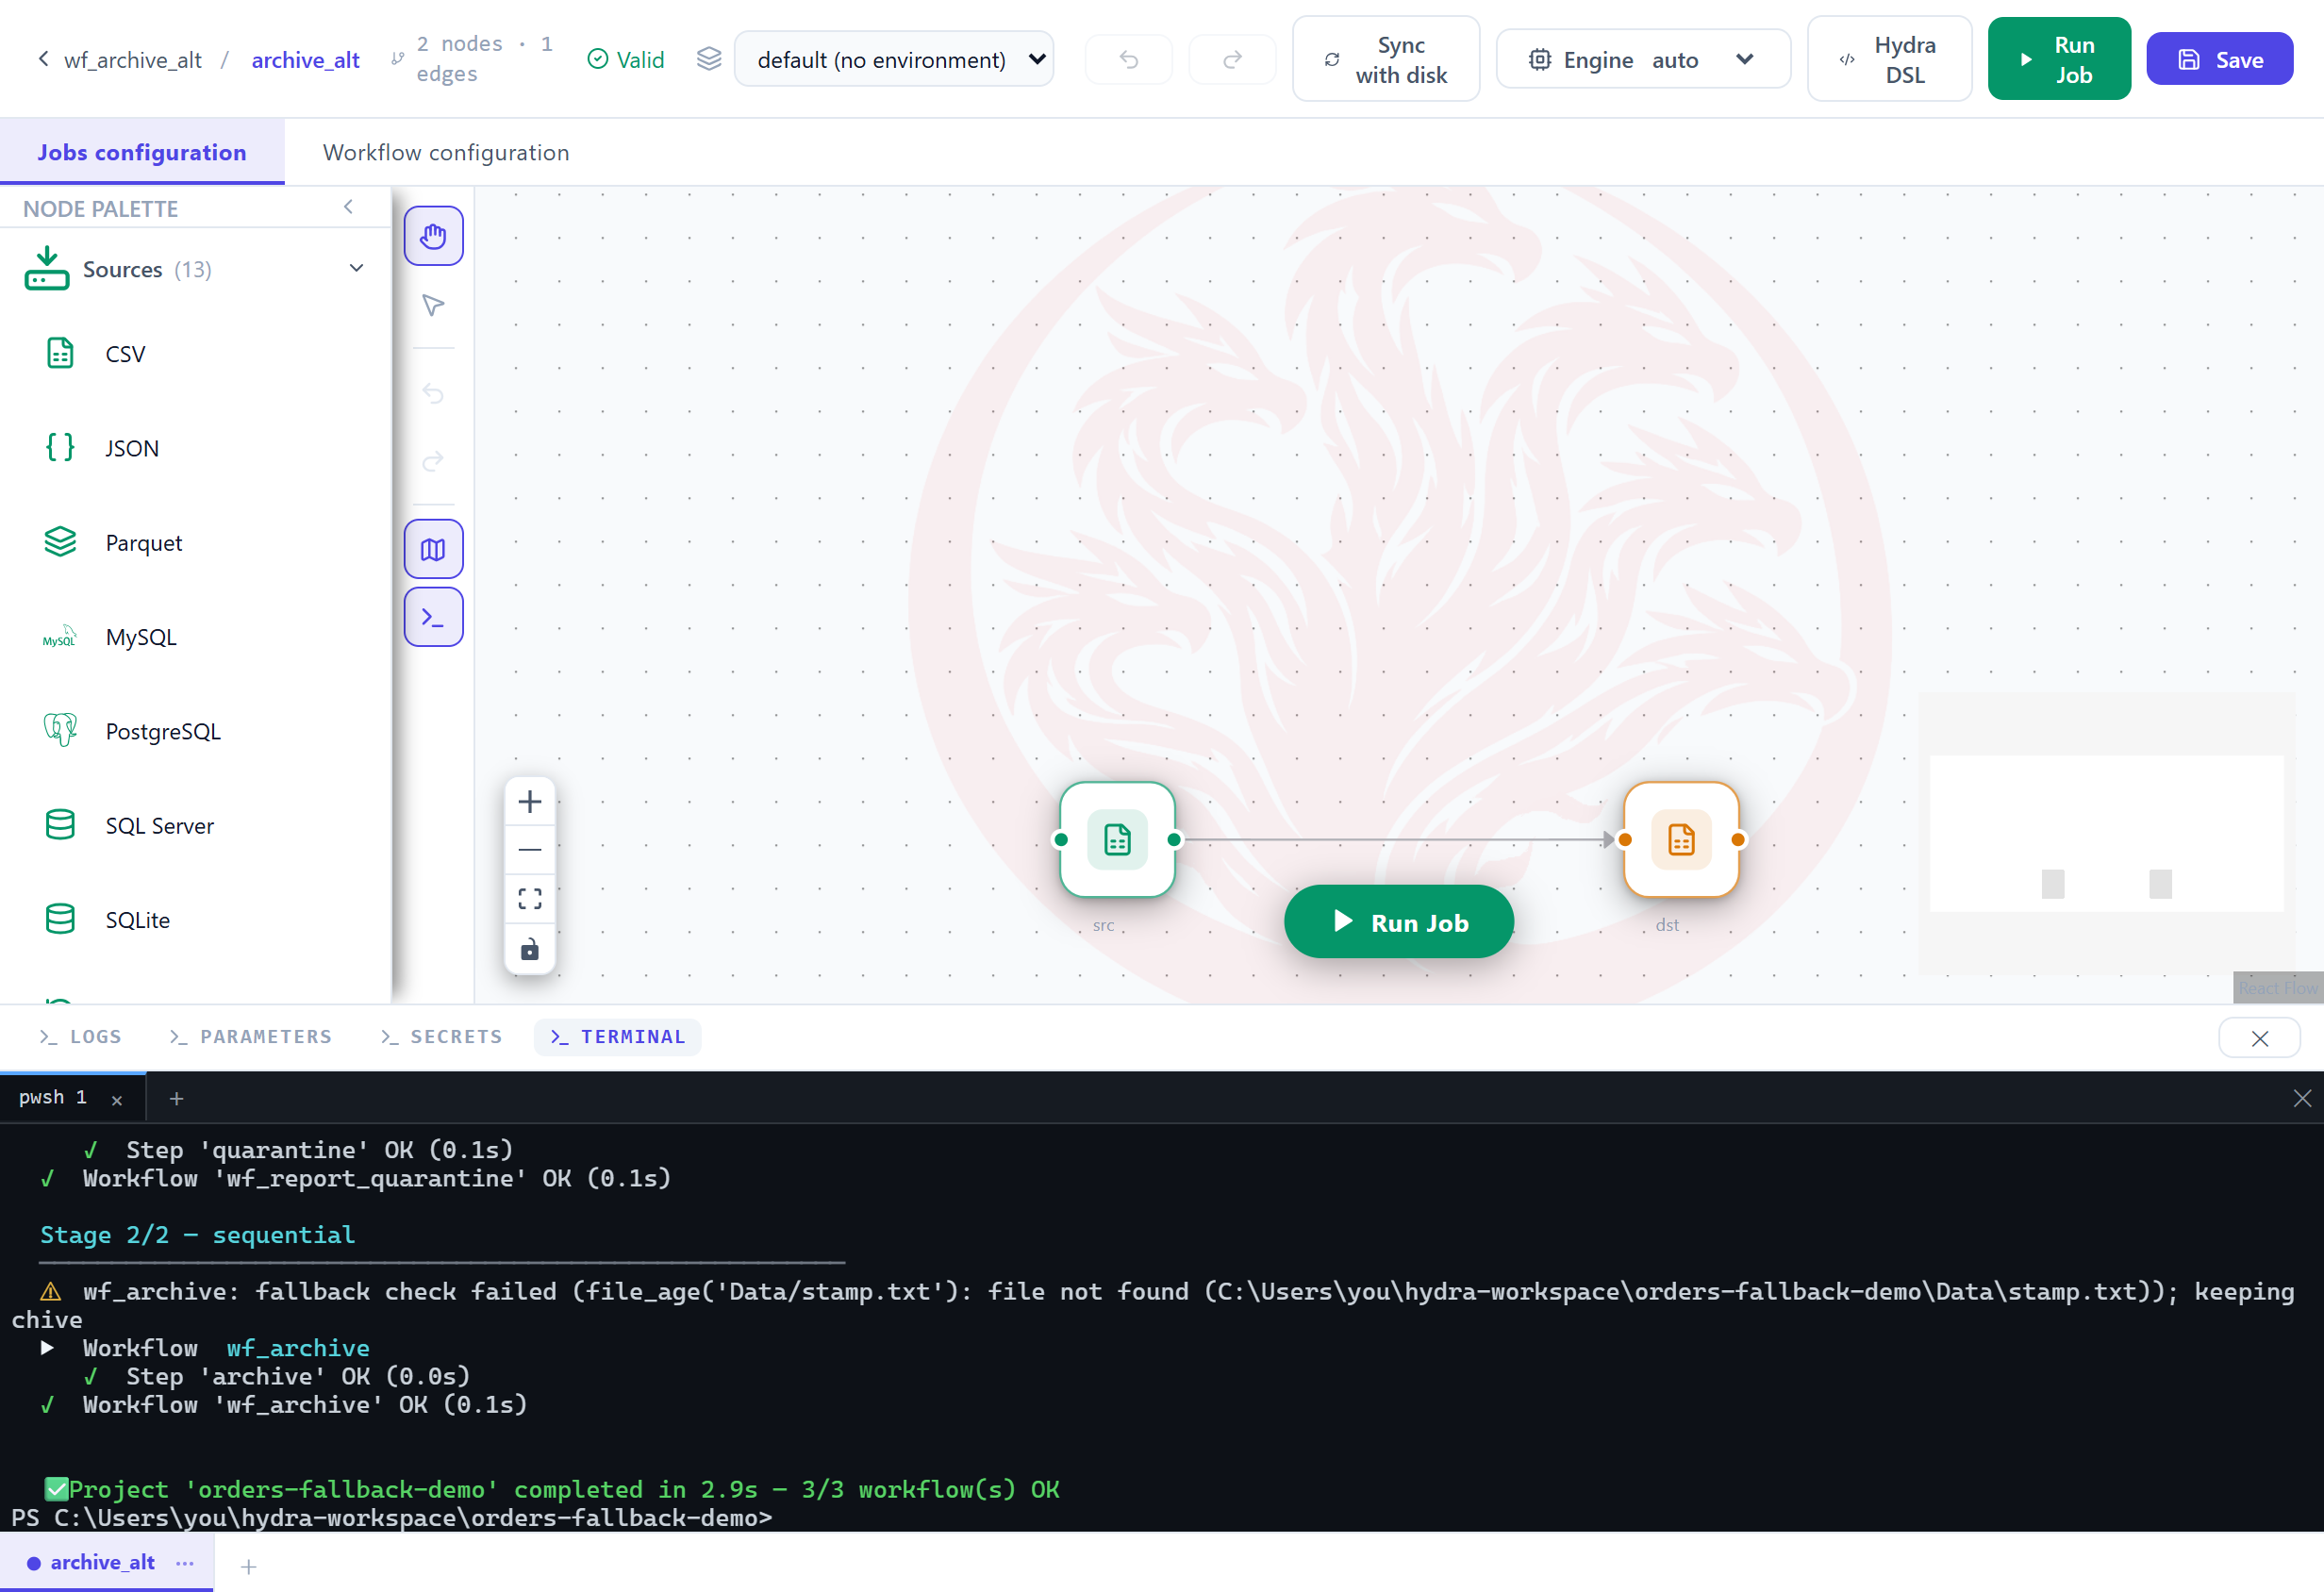 wf_archive_alt / archive_alt
2 nodes · 1
edges
Valid
default (no environment)
Sync
with disk
Engine auto
Hydra
DSL
Run
Job
Save
Jobs configuration
Workflow configuration
NODE PALETTE
Sources (13)
CSV
JSON
Parquet
MySQL
MySQL
PostgreSQL
SQL Server
SQLite
src
Run Job
dst
React Flow
LOGS
PARAMETERS
SECRETS
TERMINAL
pwsh 1 × +
✓ Step 'quarantine' OK (0.1s)
✓ Workflow 'wf_report_quarantine' OK (0.1s)
Stage 2/2 — sequential
⚠ wf_archive: fallback check failed (file_age('Data/stamp.txt'): file not found (C:\Users\you\hydra-workspace\orders-fallback-demo\Data\stamp.txt)); keeping
chive
▶ Workflow wf_archive
✓ Step 'archive' OK (0.0s)
✓ Workflow 'wf_archive' OK (0.1s)
✅Project 'orders-fallback-demo' completed in 2.9s — 3/3 workflow(s) OK
PS C:\Users\you\hydra-workspace\orders-fallback-demo>
archive_alt ··· +